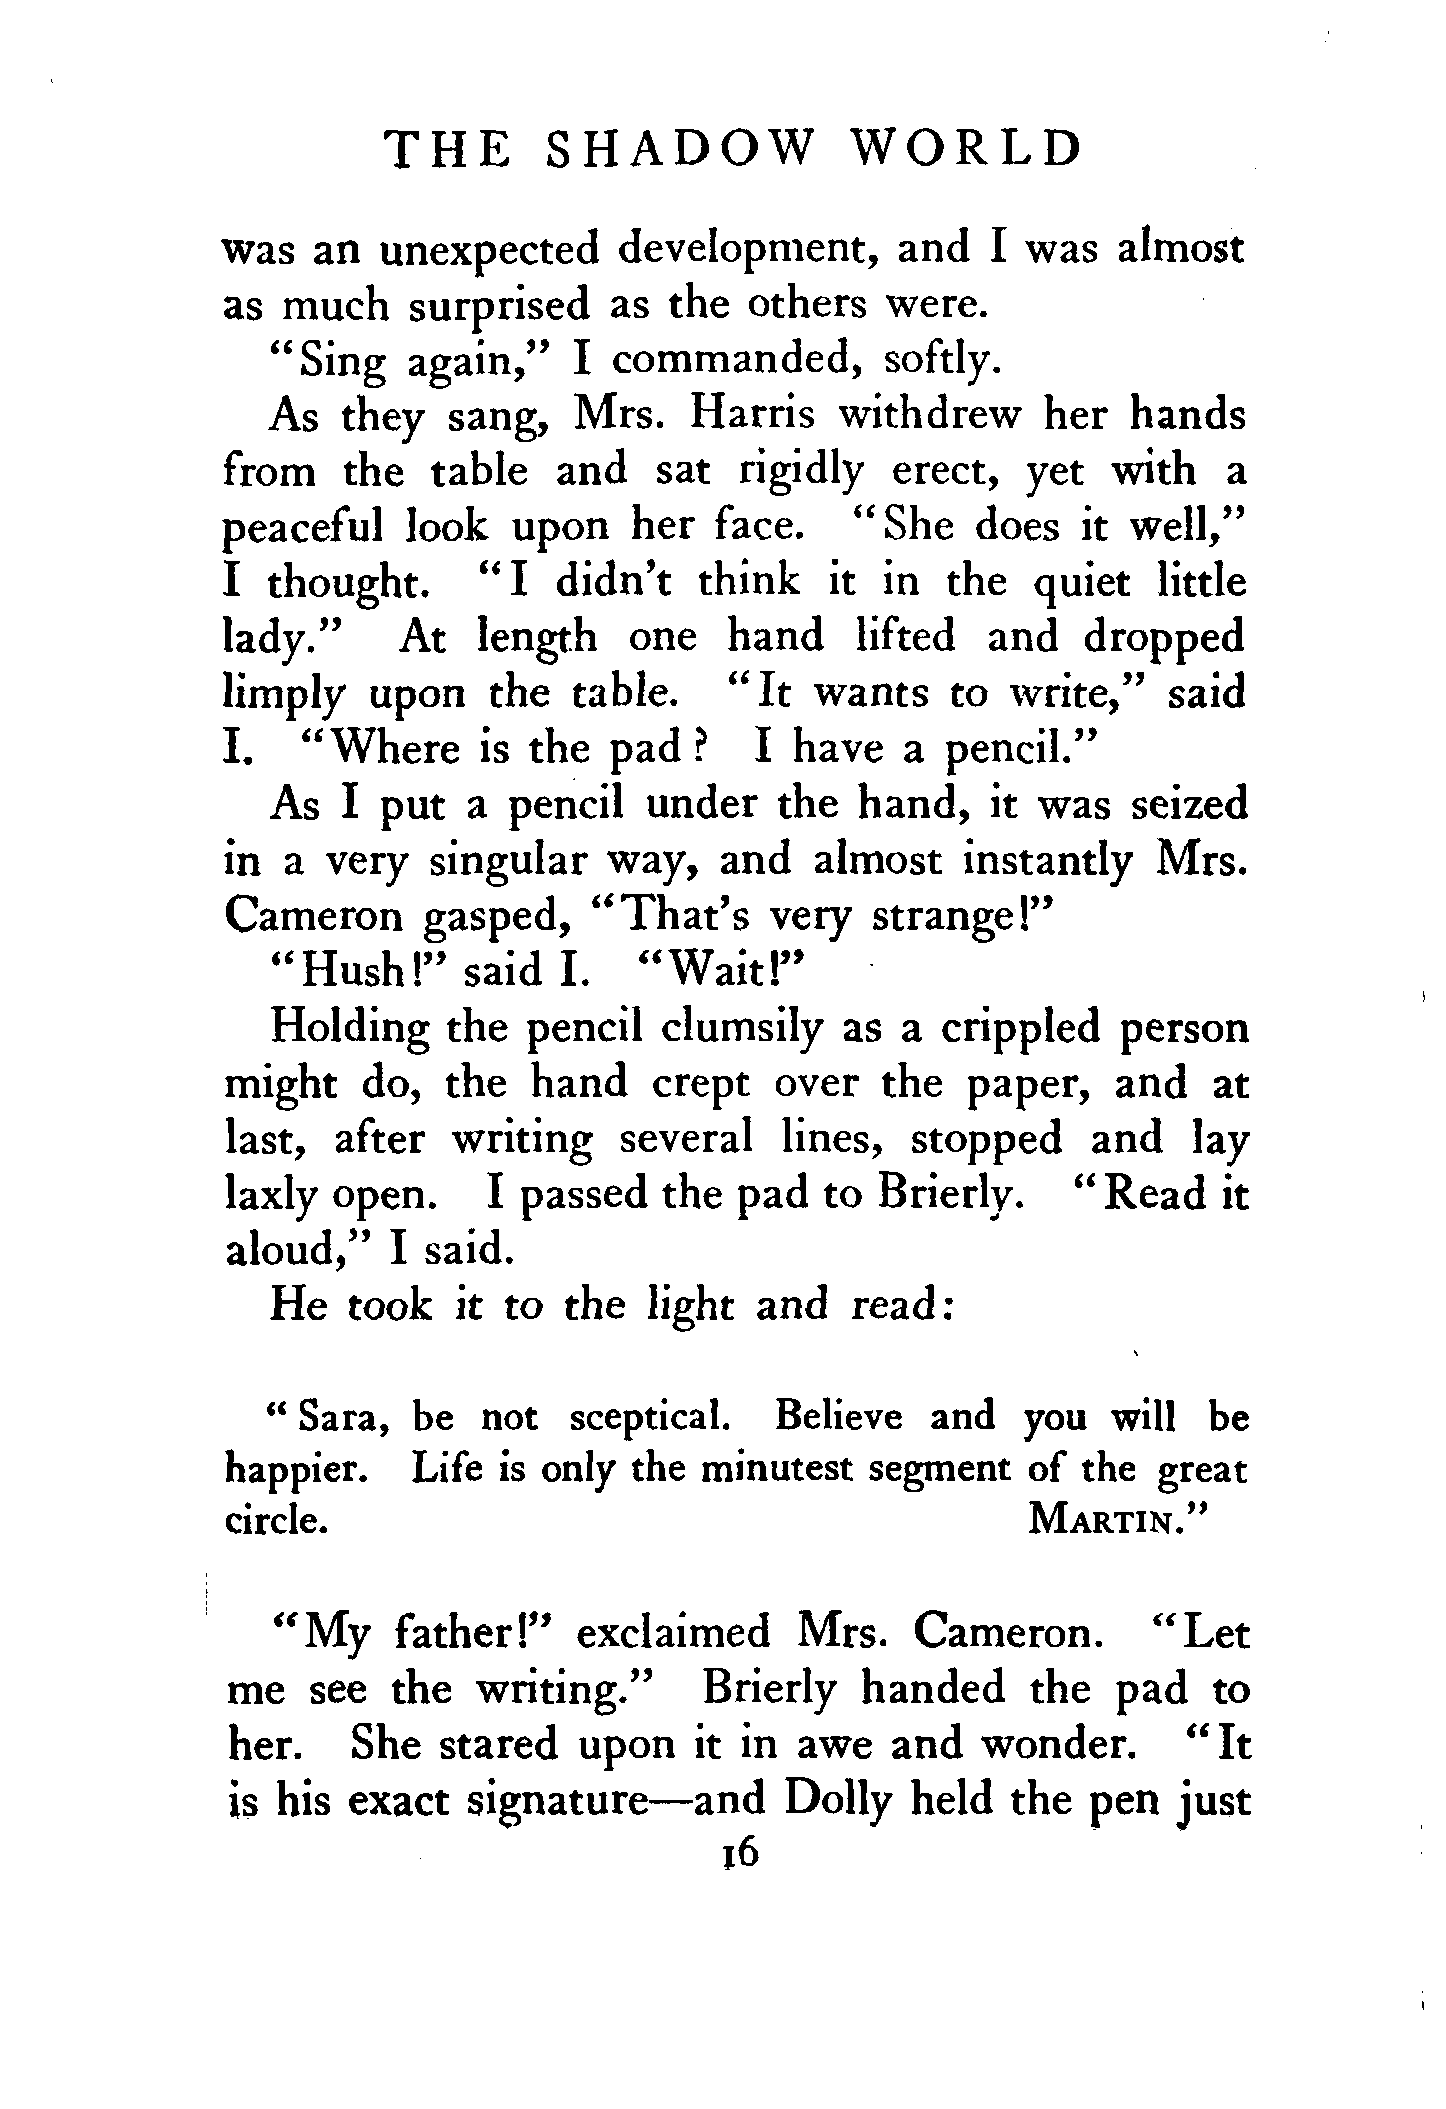 THE SHADOW WORLD
was an unexpected development, and I was almost
as much surprised as the others were.
"Sing again," I commanded, softly.
As they sang, Mrs. Harris withdrew her hands
from the table and sat rigidly erect, yet with a
peaceful look upon her face. "She does it well,"
I thought. "I didn't think it in the quiet little
lady." At length one hand lifted and dropped
limply upon the table. "It wants to write," said
I. "Where is the pad? I have a pencil."
As I put a pencil under the hand, it was seized
in a very singular way, and almost instantly Mrs.
Cameron gasped, "That's very strange!"
"Hush!" said I. "Wait!"
Holding the pencil clumsily as a crippled person
might do, the hand crept over the paper, and at
last, after writing several lines, stopped and lay
laxly open. I passed the pad to Brierly. "Read it
aloud," I said.
He took it to the light and read:
"Sara, be not sceptical. Believe and you will be
happier. Life is only the minutest segment of the great
circle. MARTIN."
"My father!" exclaimed Mrs. Cameron. "Let
me see the writing." Brierly handed the pad to
her. She stared upon it in awe and wonder. "It
is his exact signature—and Dolly held the pen just
16